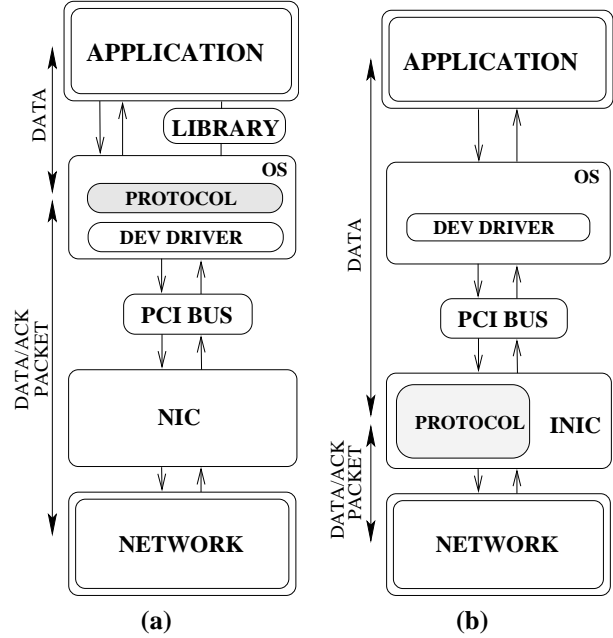 APPLICATION
DATA
LIBRARY
OS
PROTOCOL
DEV DRIVER
DATA/ACK
PACKET
PCI BUS
NIC
NETWORK
(a)
APPLICATION
DATA
OS
DEV DRIVER
PCI BUS
PROTOCOL
INIC
DATA/ACK
PACKET
NETWORK
(b)